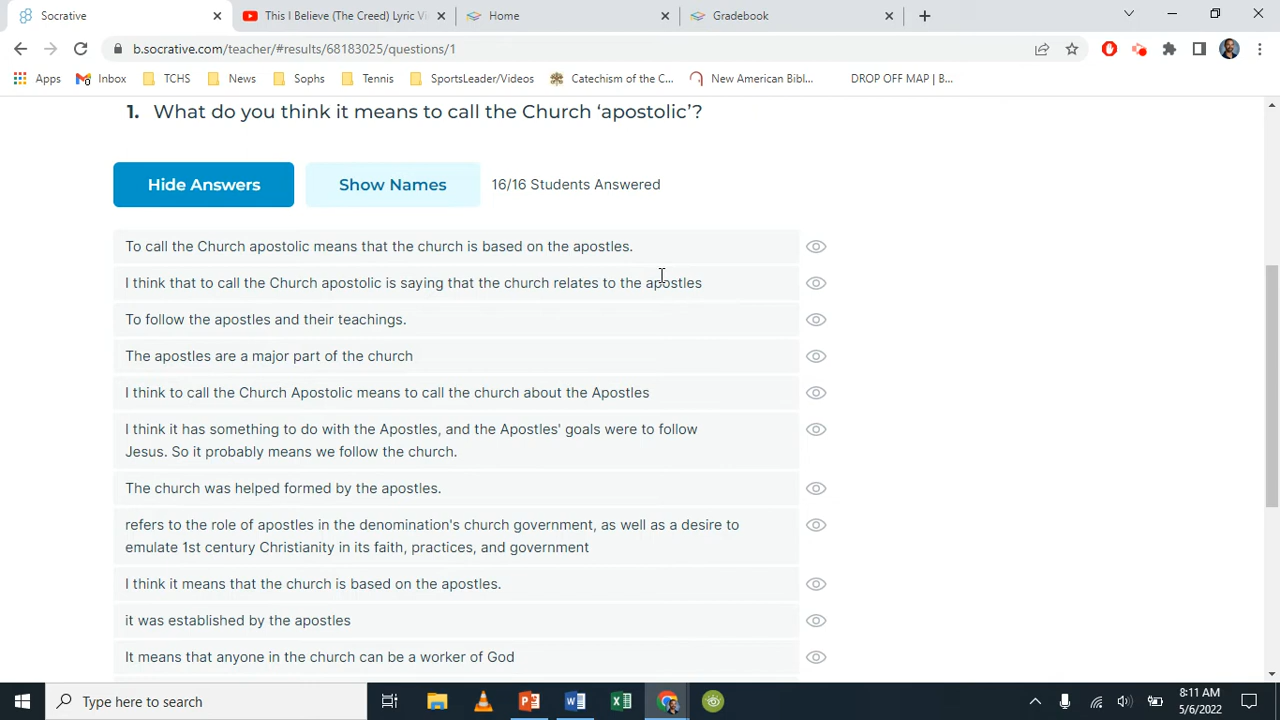 Socrative
This I Believe (The Creed) Lyric Vi
Home
Gradebook
b.socrative.com/teacher/#results/68183025/questions/1
Apps
Inbox
TCHS
News
Sophs
Tennis
SportsLeader/Videos
Catechism of the C...
New American Bibl...
DROP OFF MAP | B...
1. What do you think it means to call the Church ‘apostolic’?
Hide Answers
Show Names
16/16 Students Answered
To call the Church apostolic means that the church is based on the apostles.
I think that to call the Church apostolic is saying that the church relates to the apostles
To follow the apostles and their teachings.
The apostles are a major part of the church
I think to call the Church Apostolic means to call the church about the Apostles
I think it has something to do with the Apostles, and the Apostles' goals were to follow
Jesus. So it probably means we follow the church.
The church was helped formed by the apostles.
refers to the role of apostles in the denomination's church government, as well as a desire to
emulate 1st century Christianity in its faith, practices, and government
I think it means that the church is based on the apostles.
it was established by the apostles
It means that anyone in the church can be a worker of God
Type here to search
8:11 AM
5/6/2022